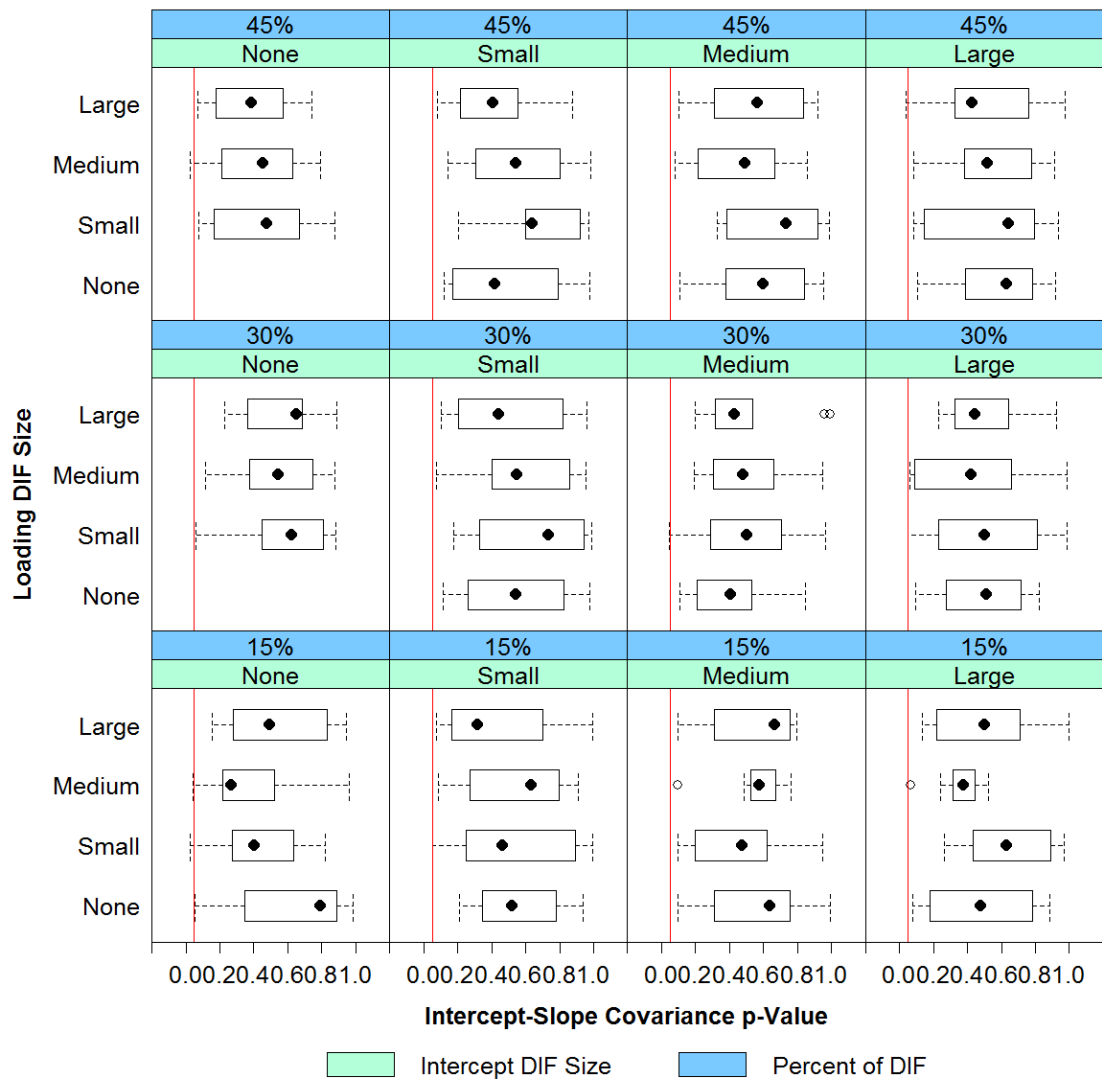 45% 45% 45% 45%
None Small Medium Large
Large
Medium
Small
None
30% 30% 30% 30%
None Small Medium Large
Large
Medium
Small
None
Loading DIF Size
15% 15% 15% 15%
None Small Medium Large
Large
Medium
Small
None
0.00.20.40.60.81.0 0.00.20.40.60.81.0 0.00.20.40.60.81.0 0.00.20.40.60.81.0
Intercept-Slope Covariance p-Value
Intercept DIF Size Percent of DIF